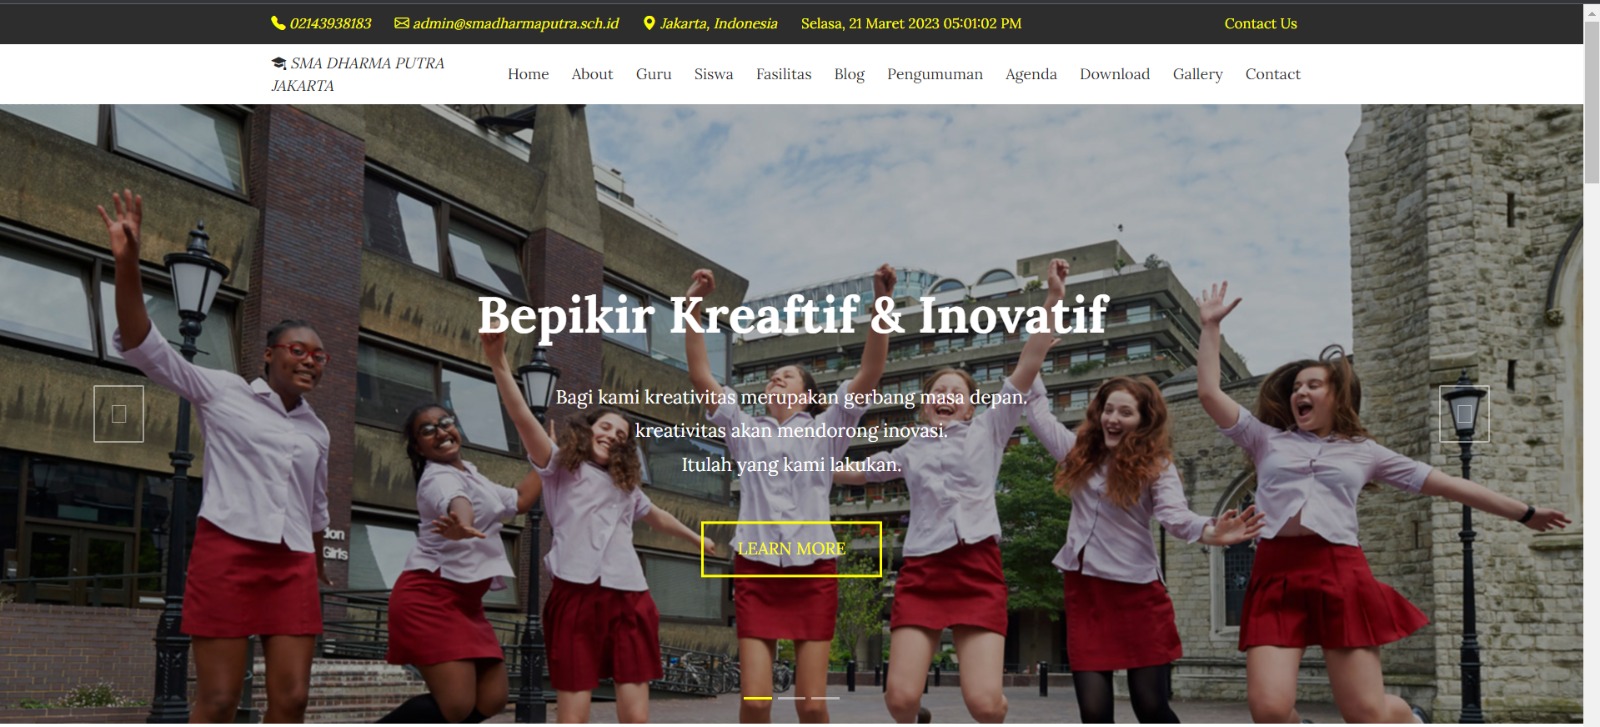 02143938183 admin@smadharmaputra.sch.id Jakarta, Indonesia Selasa, 21 Maret 2023 05:01:02 PM Contact Us
SMA DHARMA PUTRA
JAKARTA
Home About Guru Siswa Fasilitas Blog Pengumuman Agenda Download Gallery Contact
Bepikir Kreaftif & Inovatif
Bagi kami kreativitas merupakan gerbang masa depan.
kreativitas akan mendorong inovasi.
Itulah yang kami lakukan.
LEARN MORE
Girls